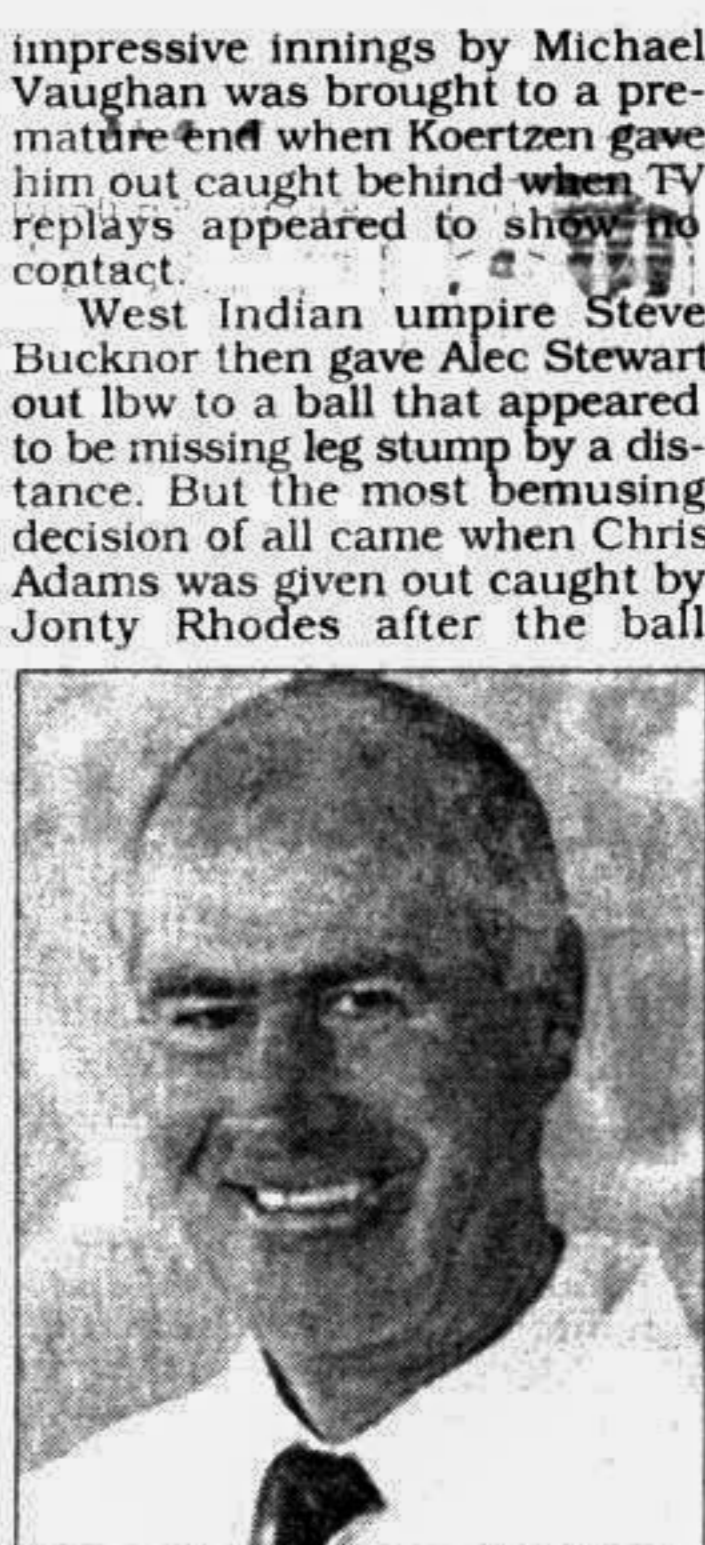 impressive innings by Michael
Vaughan was brought to a pre-
mature end when Koertzen gave
him out caught behind when TV
replays appeared to show no
contact.
West Indian umpire Steve
Bucknor then gave Alec Stewart
out lbw to a ball that appeared
to be missing leg stump by a dis-
tance. But the most bemusing
decision of all came when Chris
Adams was given out caught by
Jonty Rhodes after the ball